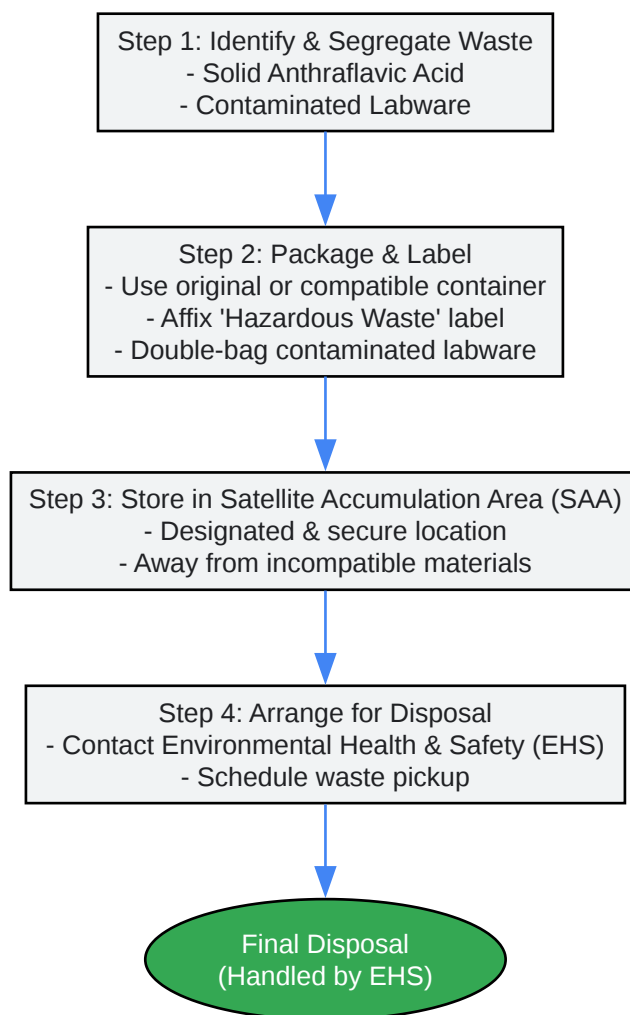 Step 1: Identify & Segregate Waste
- Solid Anthraflavic Acid
- Contaminated Labware
Step 2: Package & Label
- Use original or compatible container
- Affix 'Hazardous Waste' label
- Double-bag contaminated labware
Step 3: Store in Satellite Accumulation Area (SAA)
- Designated & secure location
- Away from incompatible materials
Step 4: Arrange for Disposal
- Contact Environmental Health & Safety (EHS)
- Schedule waste pickup
Final Disposal
(Handled by EHS)